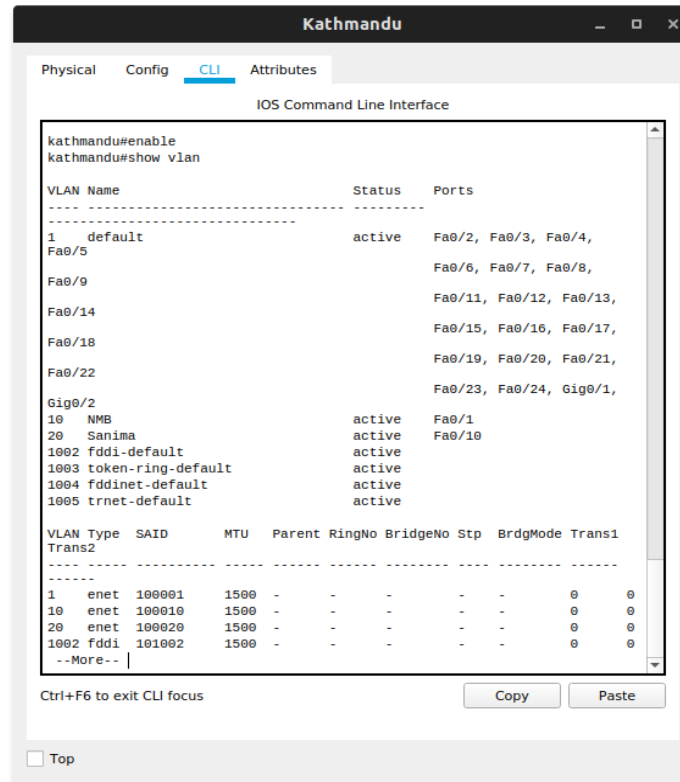 Kathmandu
Physical Config CLI Attributes
IOS Command Line Interface
kathmandu#enable
kathmandu#show vlan
VLAN Name                             Status    Ports
---- -------------------------------- ---------
-------------------------------
1    default                          active    Fa0/2, Fa0/3, Fa0/4,
Fa0/5
                                                Fa0/6, Fa0/7, Fa0/8,
Fa0/9
                                                Fa0/11, Fa0/12, Fa0/13,
Fa0/14
                                                Fa0/15, Fa0/16, Fa0/17,
Fa0/18
                                                Fa0/19, Fa0/20, Fa0/21,
Fa0/22
                                                Fa0/23, Fa0/24, Gig0/1,
Gig0/2
10   NMB                              active    Fa0/1
20   Sanima                           active    Fa0/10
1002 fddi-default                     active
1003 token-ring-default               active
1004 fddinet-default                  active
1005 trnet-default                    active
VLAN Type  SAID       MTU   Parent RingNo BridgeNo Stp  BrdgMode Trans1
Trans2
---- ----- ---------- ----- ------ ------ -------- ---- -------- ------
------
1    enet  100001     1500  -      -      -        -    -        0      0
10   enet  100010     1500  -      -      -        -    -        0      0
20   enet  100020     1500  -      -      -        -    -        0      0
1002 fddi  101002     1500  -      -      -        -    -        0      0
 --More--
Ctrl+F6 to exit CLI focus Copy Paste
Top